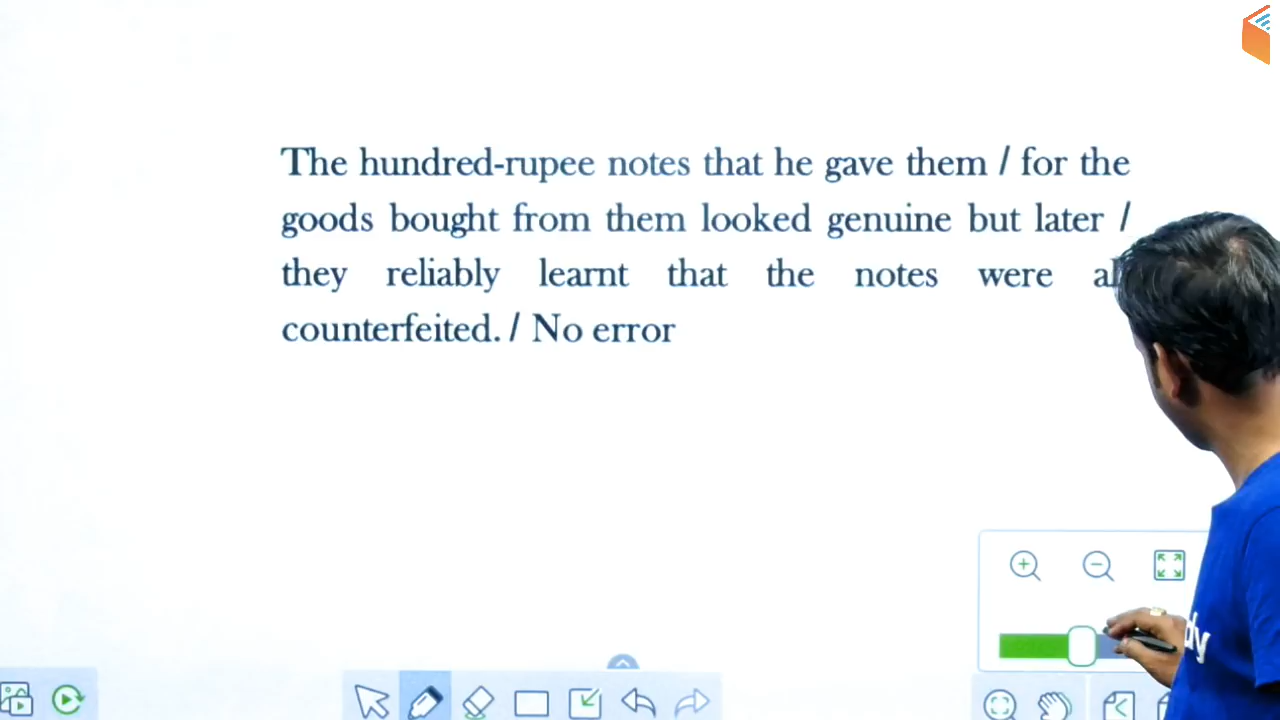 The hundred-rupee notes that he gave them / for the
goods bought from them looked genuine but later /
they reliably learnt that the notes were
counterfeited. / No error
dy